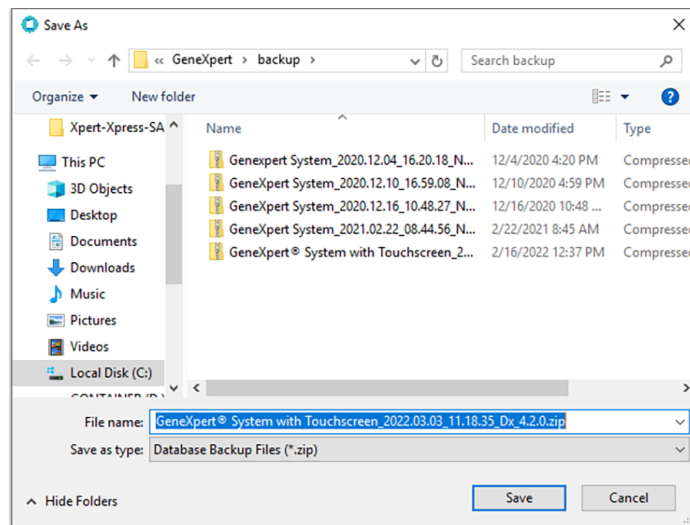 Save As
« GeneXpert › backup ›
Search backup
Organize
New folder
Name
Date modified
Type
Xpert-Xpress-SA
This PC
3D Objects
Desktop
Documents
Downloads
Music
Pictures
Videos
Local Disk (C:)
Genexpert System_2020.12.04_16.20.18_N... 12/4/2020 4:20 PM Compresse
Genexpert System_2020.12.10_16.59.08_N... 12/10/2020 4:59 PM Compresse
Genexpert System_2020.12.16_10.48.27_N... 12/16/2020 10:48 ... Compresse
GeneXpert System_2021.02.22_08.44.56_N... 2/22/2021 8:45 AM Compresse
GeneXpert® System with Touchscreen_2... 2/16/2022 12:37 PM Compresse
File name: GeneXpert® System with Touchscreen_2022.03.03_11.18.35_Dx_4.2.0.zip
Save as type: Database Backup Files (*.zip)
Hide Folders
Save
Cancel